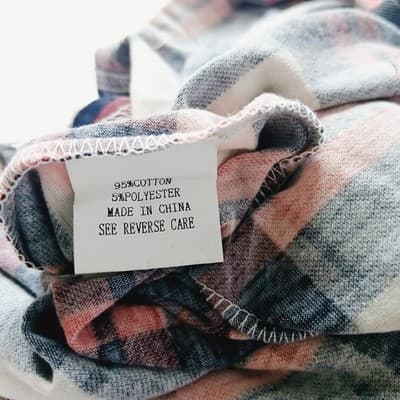 95%COTTON
5%POLYESTER
MADE IN CHINA
SEE REVERSE CARE